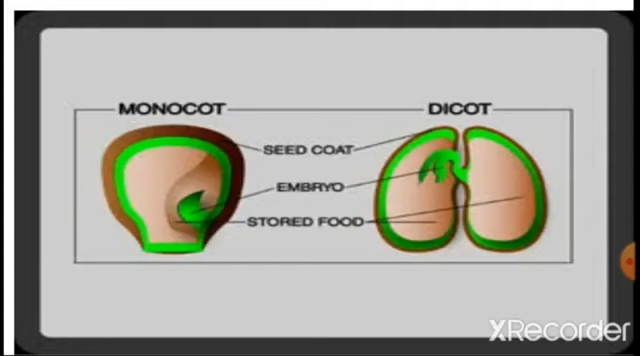 MONOCOT DICOT
SEED COAT
EMBRYO
STORED FOOD
XRecorder